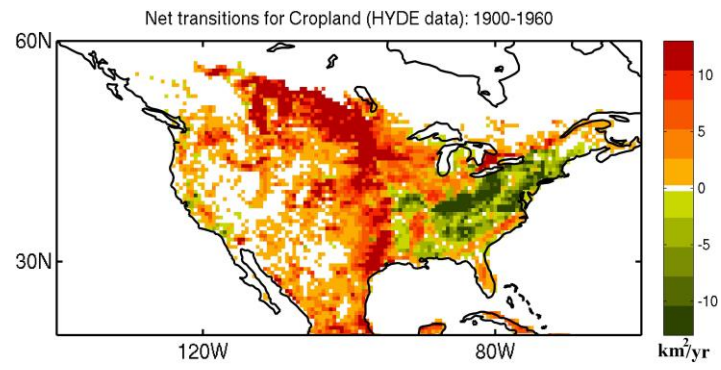 Net transitions for Cropland (HYDE data): 1900-1960
60N
30N
120W
80W
10
5
0
-5
-10
km²/yr